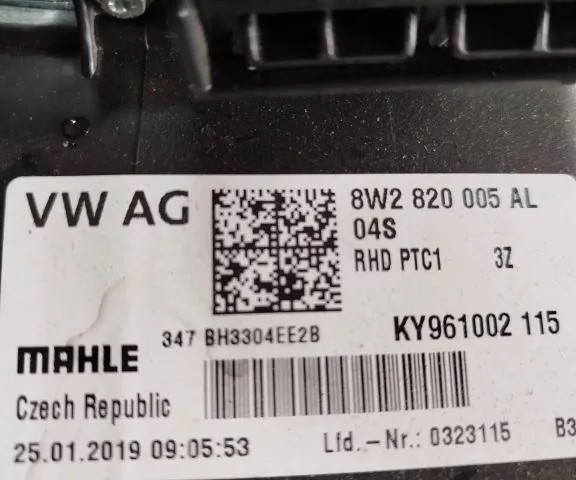 VW AG
8W2 820 005 AL
04S
RHD PTC1 3Z
347 BH3304EE2B
KY961002 115
MAHLE
Czech Republic
25.01.2019 09:05:53
Lfd.-Nr.: 0323115
B3